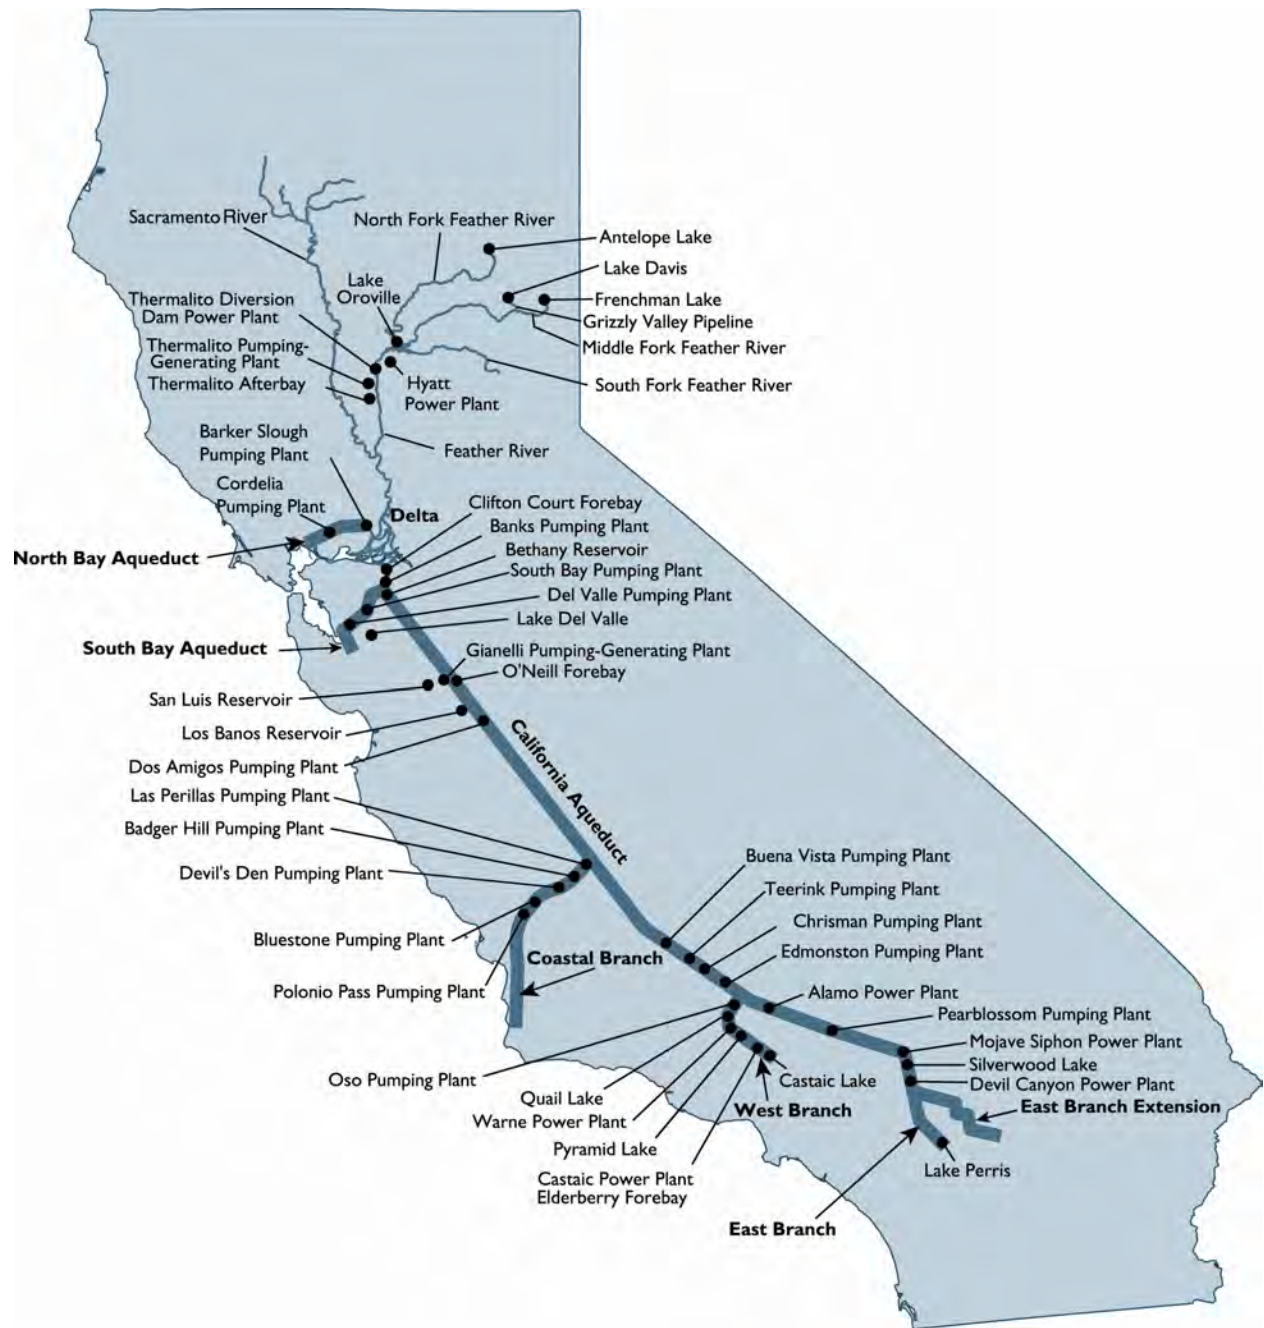 Sacramento River
North Fork Feather River
Antelope Lake
Lake Davis
Lake
Oroville
Frenchman Lake
Thermalito Diversion
Dam Power Plant
Grizzly Valley Pipeline
Middle Fork Feather River
Thermalito Pumping-
Generating Plant
Thermalito Afterbay
Hyatt
Power Plant
South Fork Feather River
Barker Slough
Pumping Plant
Feather River
Cordelia
Pumping Plant
Clifton Court Forebay
Delta
Banks Pumping Plant
North Bay Aqueduct
Bethany Reservoir
South Bay Pumping Plant
Del Valle Pumping Plant
Lake Del Valle
South Bay Aqueduct
Gianelli Pumping-Generating Plant
O'Neill Forebay
San Luis Reservoir
Los Banos Reservoir
California Aqueduct
Dos Amigos Pumping Plant
Las Perillas Pumping Plant
Badger Hill Pumping Plant
Devil's Den Pumping Plant
Buena Vista Pumping Plant
Teerink Pumping Plant
Chrisman Pumping Plant
Bluestone Pumping Plant
Edmonston Pumping Plant
Coastal Branch
Polonio Pass Pumping Plant
Alamo Power Plant
Pearblossom Pumping Plant
Mojave Siphon Power Plant
Silverwood Lake
Oso Pumping Plant
Castaic Lake
Devil Canyon Power Plant
Quail Lake
West Branch
East Branch Extension
Warne Power Plant
Pyramid Lake
Lake Perris
Castaic Power Plant
Elderberry Forebay
East Branch